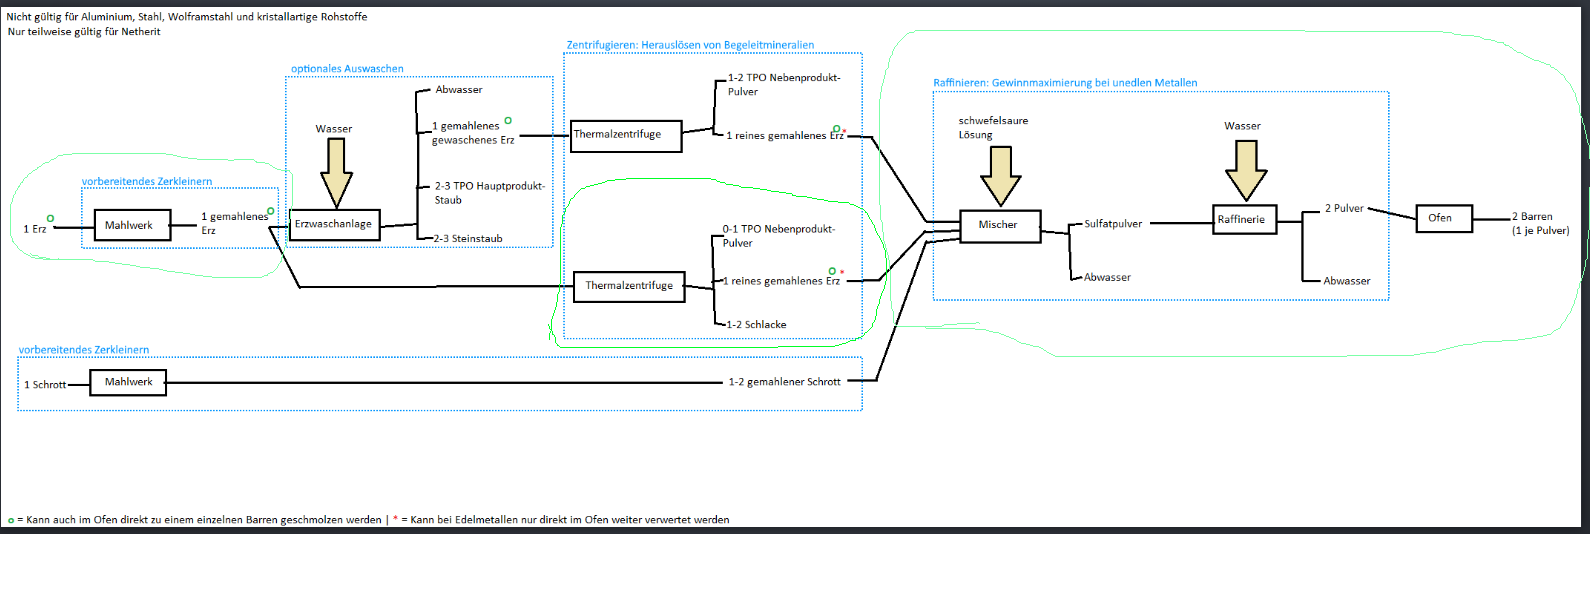 Nicht gültig für Aluminium, Stahl, Wolframstahl und kristallartige Rohstoffe
Nur teilweise gültig für Netherit
vorbereitendes Zerkleinern
1 Erz
Mahlwerk
1 gemahlenes
Erz
optionales Auswaschen
Wasser
Erzwaschanlage
Abwasser
1 gemahlenes
gewaschenes Erz
2-3 TPO Hauptprodukt-
Staub
2-3 Steinstaub
Zentrifugieren: Herauslösen von Begeleitmineralien
Thermalzentrifuge
1-2 TPO Nebenprodukt-
Pulver
1 reines gemahlenes Erz*
Thermalzentrifuge
0-1 TPO Nebenprodukt-
Pulver
1 reines gemahlenes Erz *
1-2 Schlacke
vorbereitendes Zerkleinern
1 Schrott
Mahlwerk
1-2 gemahlener Schrott
Raffinieren: Gewinnmaximierung bei unedlen Metallen
schwefelsaure
Lösung
Mischer
Sulfatpulver
Abwasser
Wasser
Raffinerie
2 Pulver
Abwasser
Ofen
2 Barren
(1 je Pulver)
o = Kann auch im Ofen direkt zu einem einzelnen Barren geschmolzen werden | * = Kann bei Edelmetallen nur direkt im Ofen weiter verwertet werden